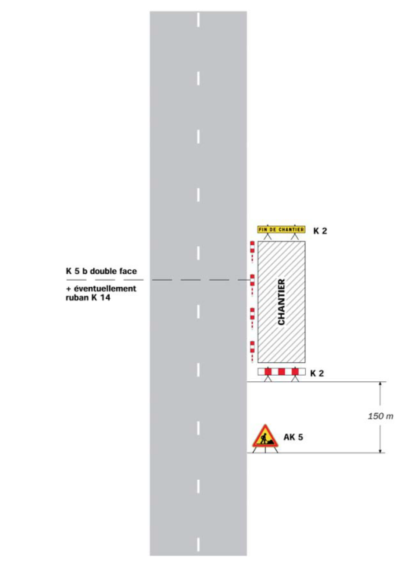 FIN DE CHANTIER
K 2
K 5 b double face
+ éventuellement
ruban K 14
CHANTIER
K 2
150 m
AK 5